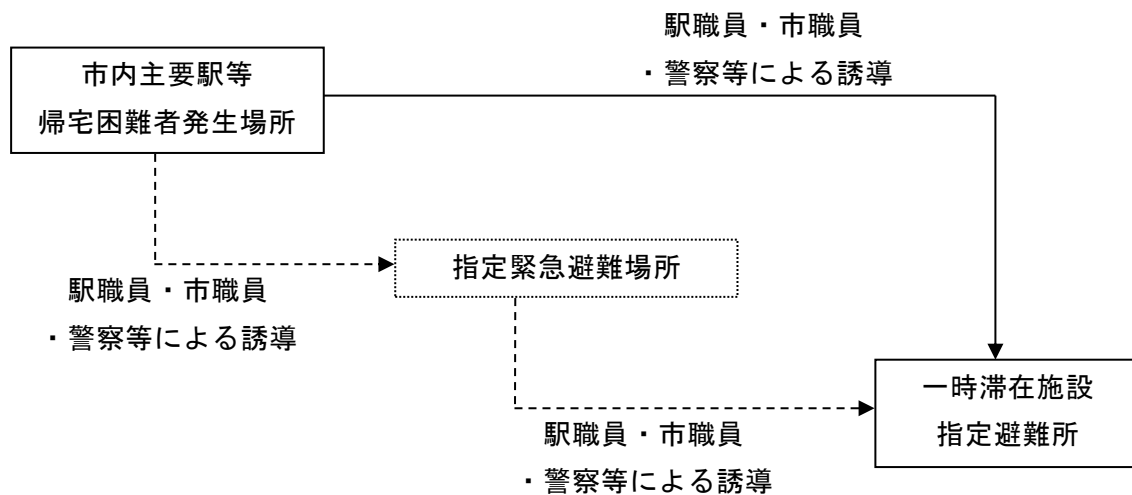 駅職員・市職員
・警察等による誘導
市内主要駅等
帰宅困難者発生場所
指定緊急避難場所
駅職員・市職員
・警察等による誘導
一時滞在施設
指定避難所
駅職員・市職員
・警察等による誘導